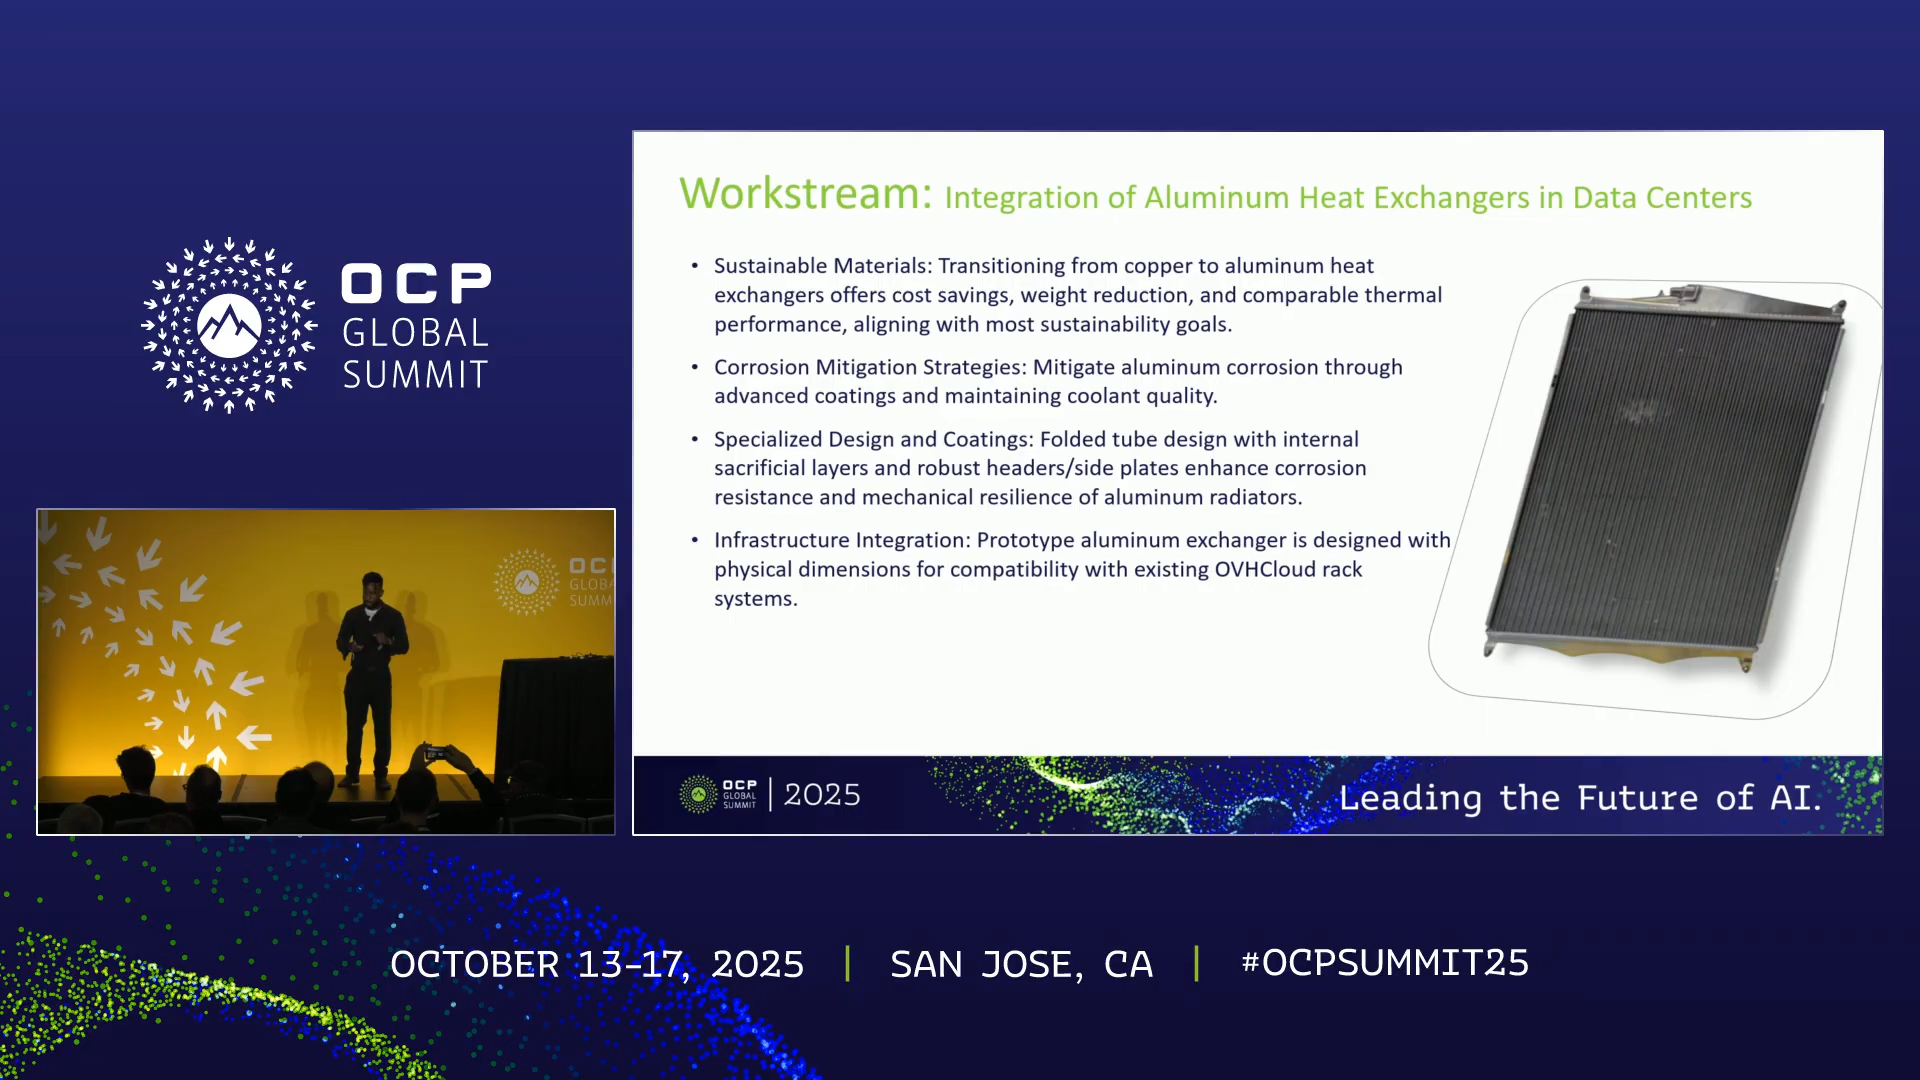 OCP
GLOBAL
SUMMIT
Workstream: Integration of Aluminum Heat Exchangers in Data Centers
• Sustainable Materials: Transitioning from copper to aluminum heat
exchangers offers cost savings, weight reduction, and comparable thermal
performance, aligning with most sustainability goals.
• Corrosion Mitigation Strategies: Mitigate aluminum corrosion through
advanced coatings and maintaining coolant quality.
• Specialized Design and Coatings: Folded tube design with internal
sacrificial layers and robust headers/side plates enhance corrosion
resistance and mechanical resilience of aluminum radiators.
• Infrastructure Integration: Prototype aluminum exchanger is designed with
physical dimensions for compatibility with existing OVHCloud rack
systems.
OCP
GLOBAL
SUMMIT
2025
Leading the Future of AI.
OC
GLOBA
SUMM
OCTOBER 13-17, 2025 | SAN JOSE, CA | #OCPSUMMIT25